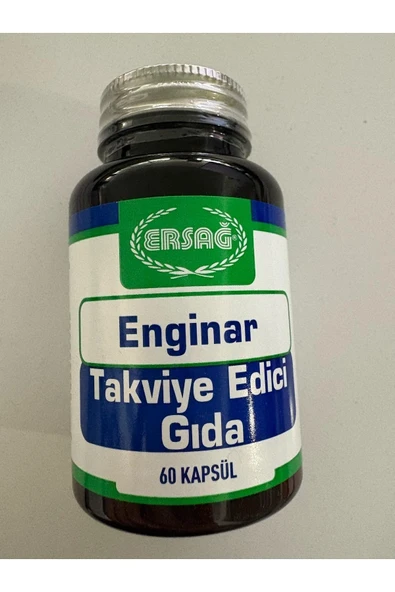 ERSAĞ®
Enginar
Takviye Edici
Gıda
60 KAPSÜL